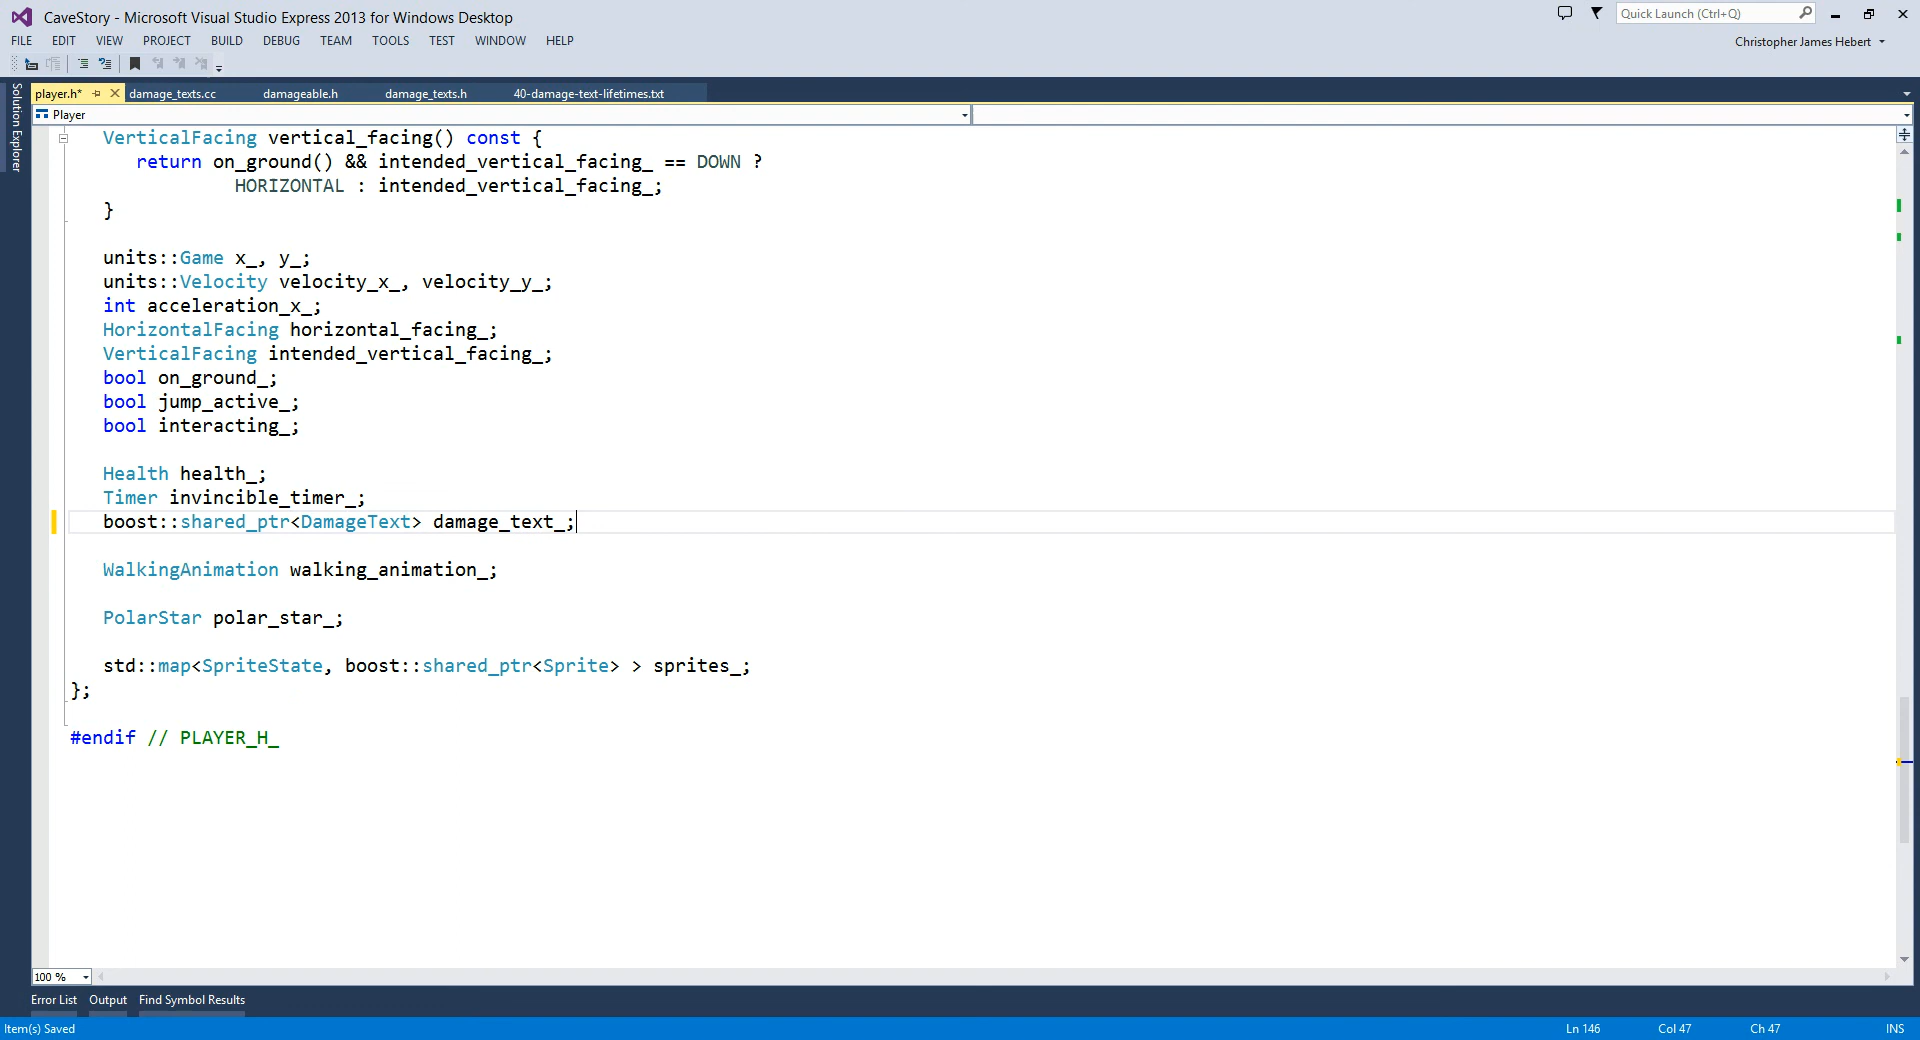 CaveStory - Microsoft Visual Studio Express 2013 for Windows Desktop
Quick Launch (Ctrl+Q)
FILE EDIT VIEW PROJECT BUILD DEBUG TEAM TOOLS TEST WINDOW HELP
Christopher James Hebert
Solution Explorer
player.h* damage_texts.cc damageable.h damage_texts.h 40-damage-text-lifetimes.txt
Player
VerticalFacing vertical_facing() const {
return on_ground() && intended_vertical_facing_ == DOWN ?
HORIZONTAL : intended_vertical_facing_;
}
units::Game x_, y_;
units::Velocity velocity_x_, velocity_y_;
int acceleration_x_;
HorizontalFacing horizontal_facing_;
VerticalFacing intended_vertical_facing_;
bool on_ground_;
bool jump_active_;
bool interacting_;
Health health_;
Timer invincible_timer_;
boost::shared_ptr<DamageText> damage_text_;
WalkingAnimation walking_animation_;
PolarStar polar_star_;
std::map<SpriteState, boost::shared_ptr<Sprite> > sprites_;
};
#endif // PLAYER_H_
100 %
Error List Output Find Symbol Results
Item(s) Saved Ln 146 Col 47 Ch 47 INS